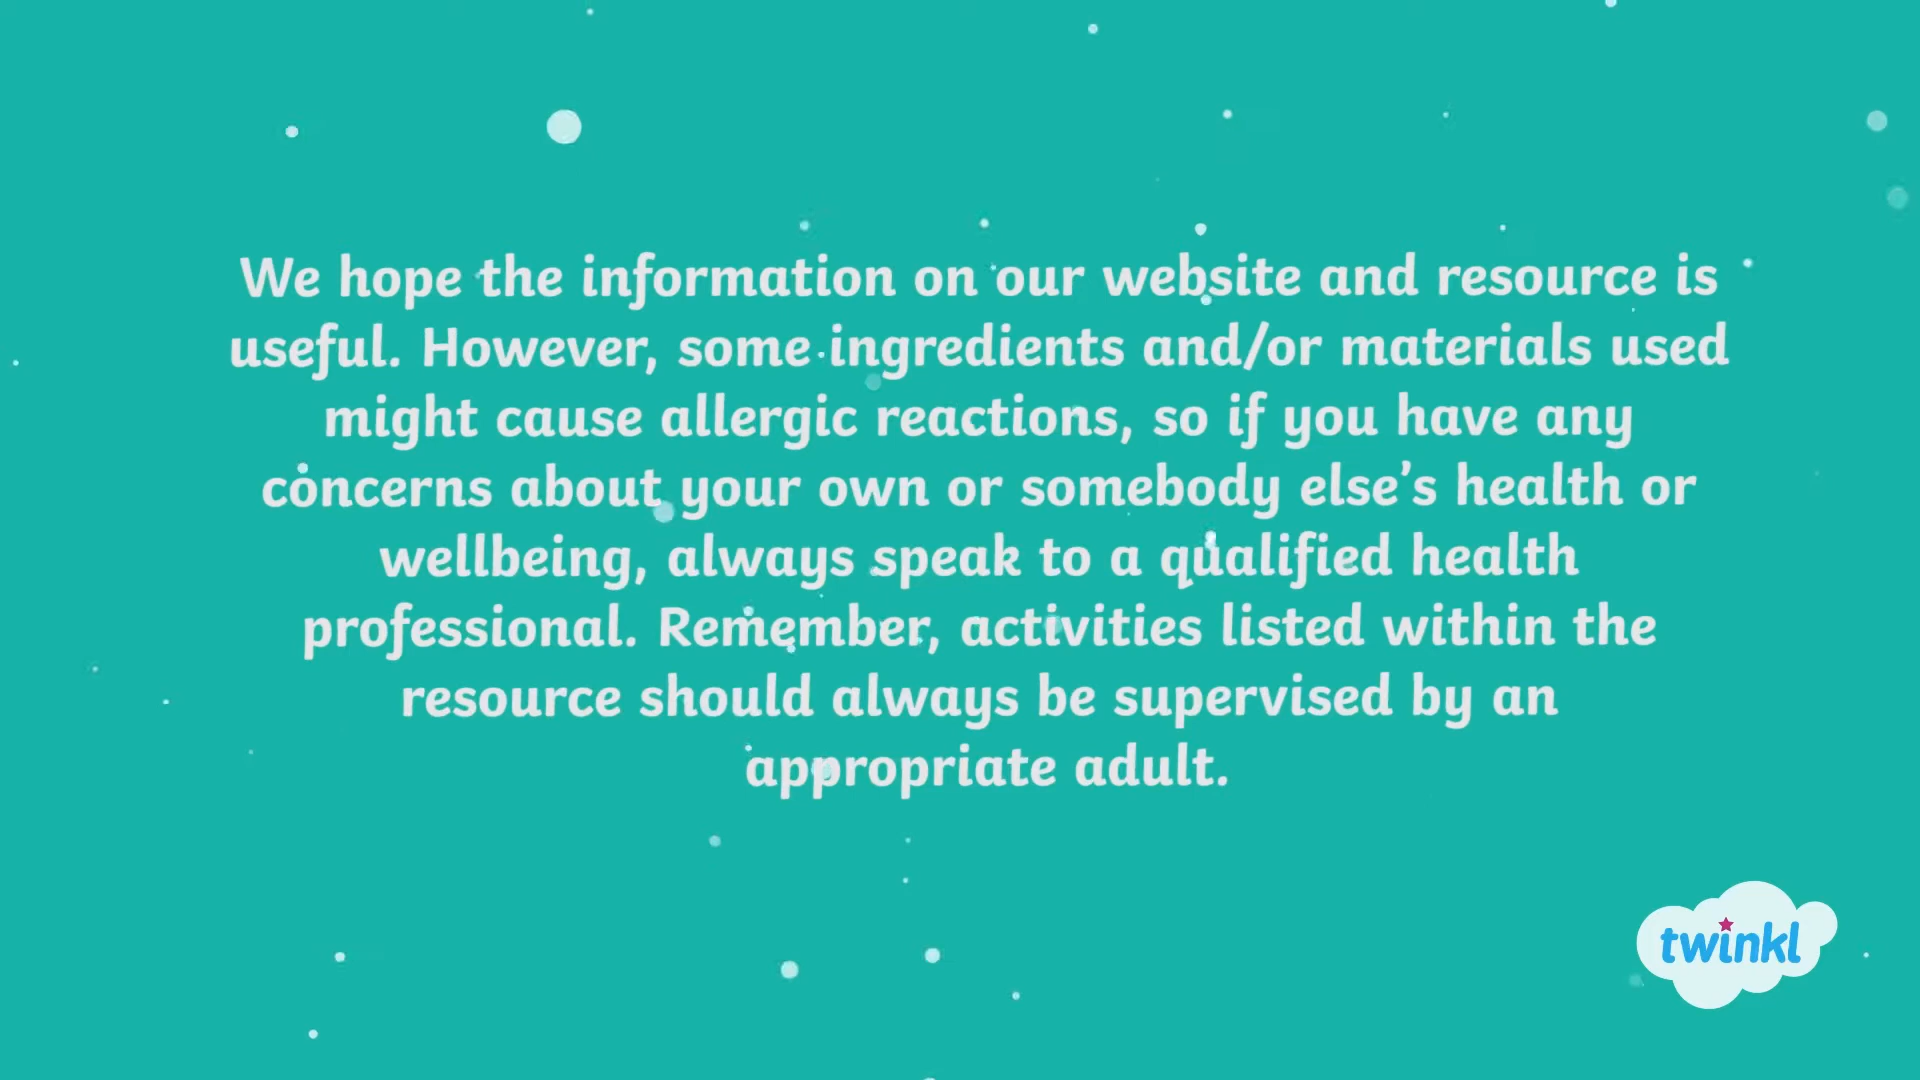 We hope the information on our website and resource is
useful. However, some ingredients and/or materials used
might cause allergic reactions, so if you have any
concerns about your own or somebody else’s health or
wellbeing, always speak to a qualified health
professional. Remember, activities listed within the
resource should always be supervised by an
appropriate adult.
twinkl